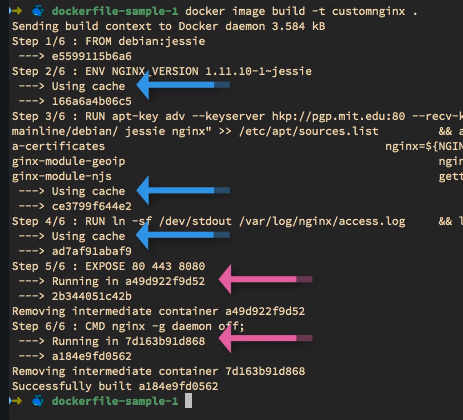 dockerfile-sample-1 docker image build -t customnginx .
Sending build context to Docker daemon 3.584 kB
Step 1/6 : FROM debian:jessie
---> e5599115b6a6
Step 2/6 : ENV NGINX_VERSION 1.11.10-1~jessie
---> Using cache
---> 166a6a4b06c5
Step 3/6 : RUN apt-key adv --keyserver hkp://pgp.mit.edu:80 --recv-k
mainline/debian/ jessie nginx" >> /etc/apt/sources.list && a
a-certificates nginx=${NGIN
ginx-module-geoip ngin
ginx-module-njs gett
---> Using cache
---> ce3799f644e2
Step 4/6 : RUN ln -sf /dev/stdout /var/log/nginx/access.log && l
---> Using cache
---> ad7af91abaf9
Step 5/6 : EXPOSE 80 443 8080
---> Running in a49d922f9d52
---> 2b344051c42b
Removing intermediate container a49d922f9d52
Step 6/6 : CMD nginx -g daemon off;
---> Running in 7d163b91d868
---> a184e9fd0562
Removing intermediate container 7d163b91d868
Successfully built a184e9fd0562
dockerfile-sample-1